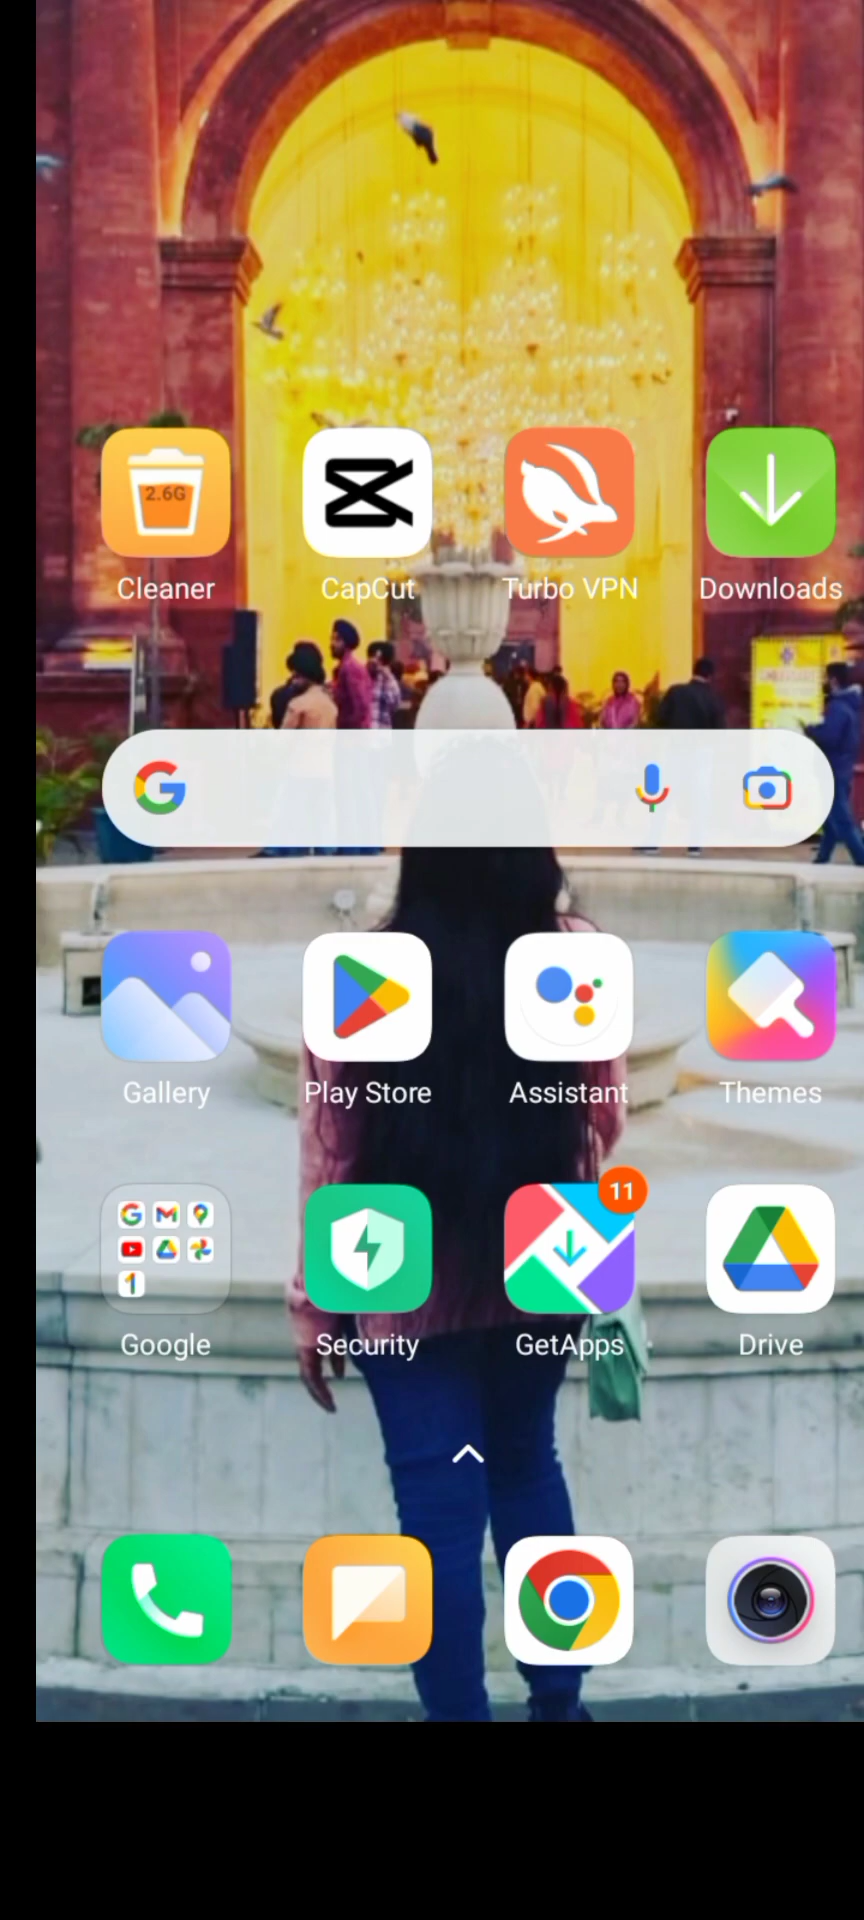 2.6G
Cleaner
CapCut
Turbo VPN
Downloads
Gallery
Play Store
Assistant
Themes
11
Google
Security
GetApps
Drive